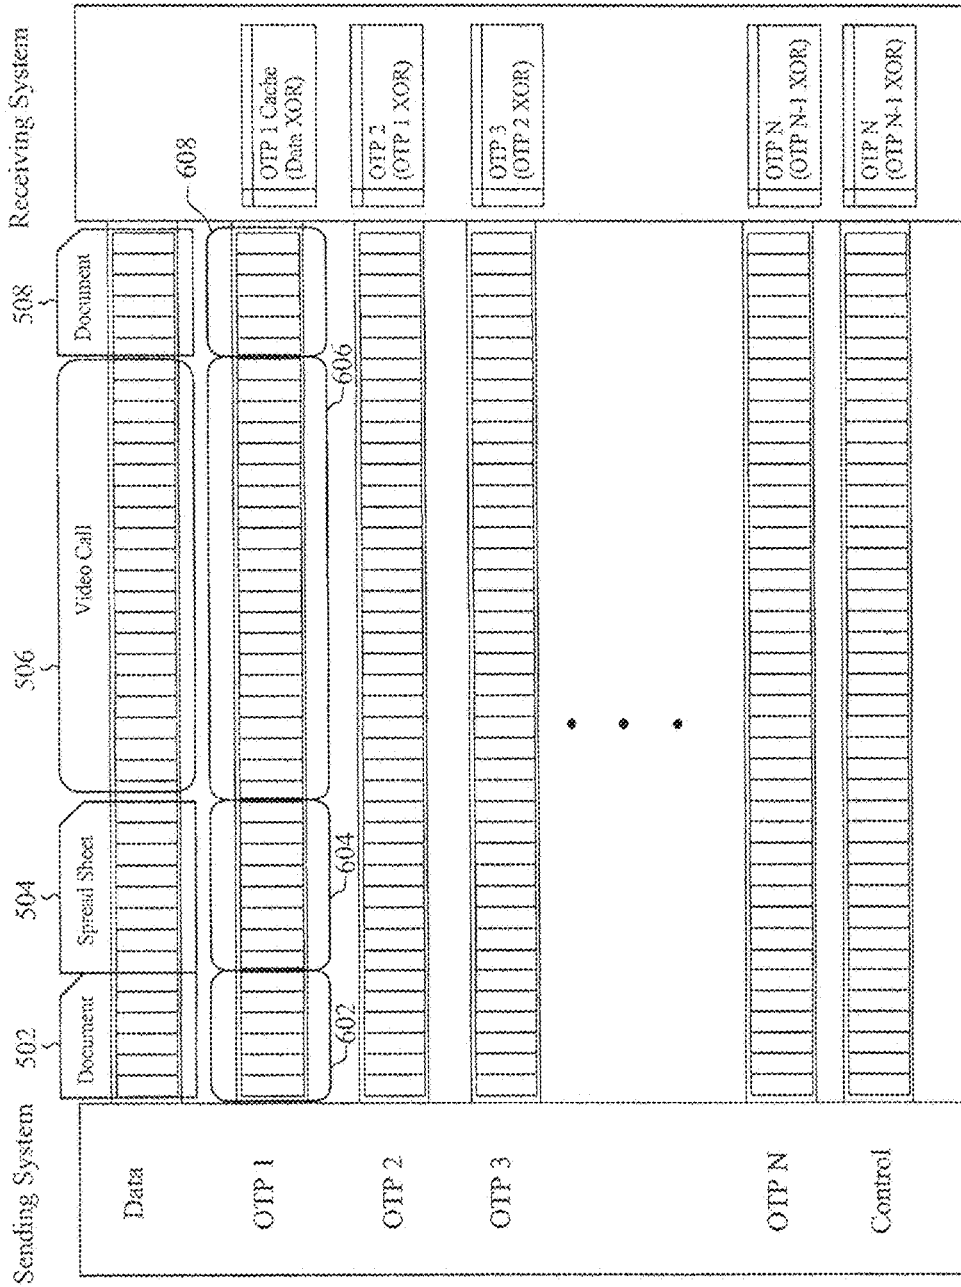 Sending System
Receiving System
502
504
506
508
Document
Spread Sheet
Video Call
Document
Data
608
OTP 1
OTP 1 Cache
(Data XOR)
602
604
606
OTP 2
OTP 2
(OTP 1 XOR)
OTP 3
OTP 3
(OTP 2 XOR)
OTP N
OTP N
(OTP N-1 XOR)
Control
OTP N
(OTP N-1 XOR)